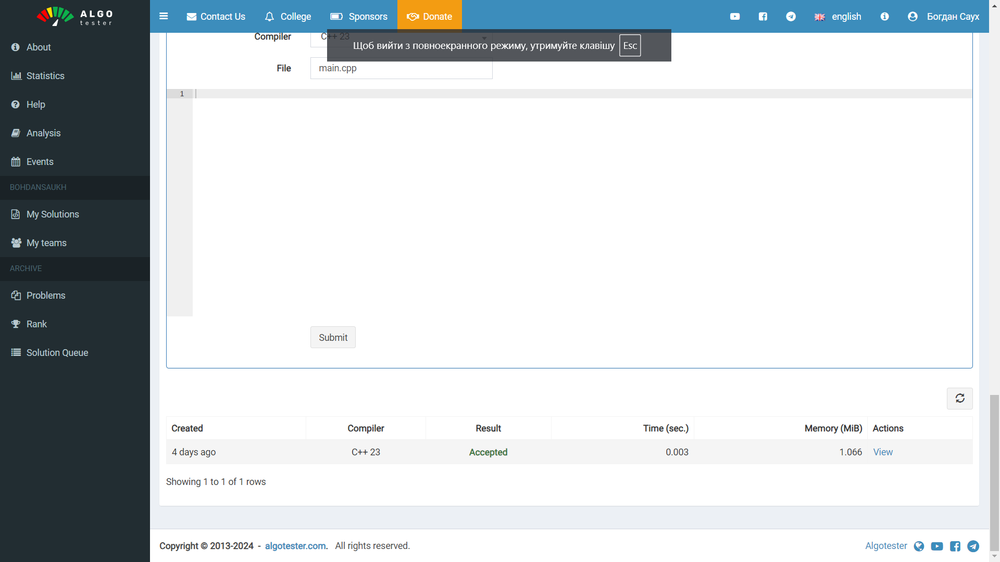 ALGO
tester
Contact Us
College
Sponsors
Donate
english
Богдан Саух
About
Statistics
Help
Analysis
Events
BOHDANSAUKH
My Solutions
My teams
ARCHIVE
Problems
Rank
Solution Queue
Compiler
C++ 23
Щоб вийти з повноекранного режиму, утримуйте клавішу Esc
File
main.cpp
1
Submit
Created Compiler Result Time (sec.) Memory (MiB) Actions
4 days ago C++ 23 Accepted 0.003 1.066 View
Showing 1 to 1 of 1 rows
Copyright © 2013-2024 - algotester.com. All rights reserved.
Algotester